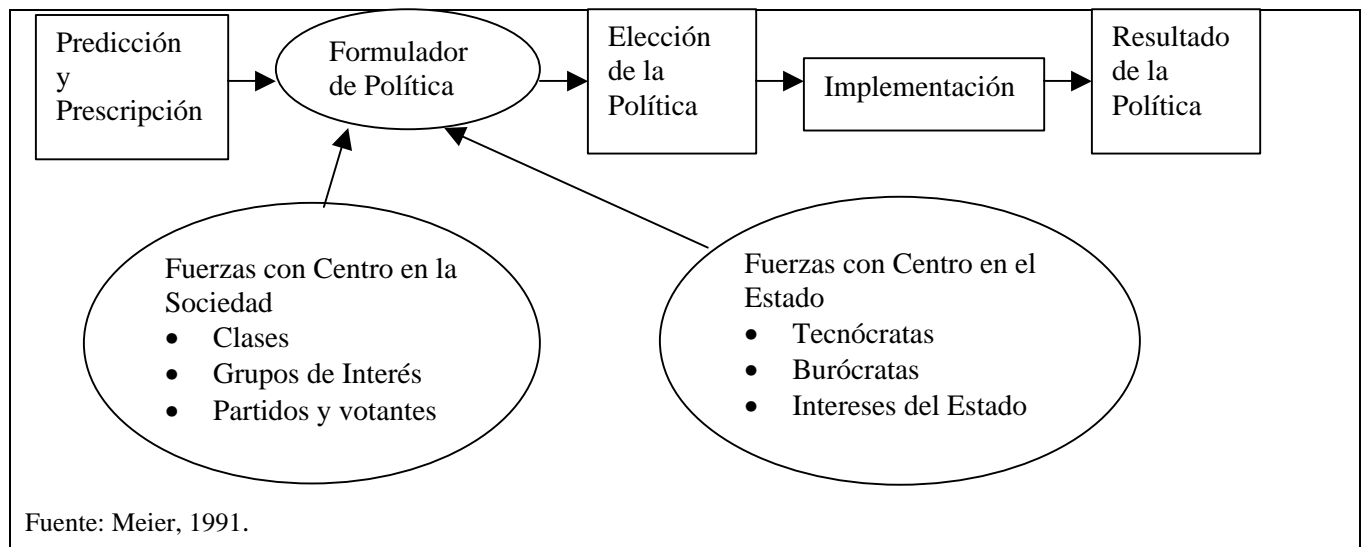 Predicción
y
Prescripción
Formulador
de Política
Elección
de la
Política
Implementación
Resultado
de la
Política
Fuerzas con Centro en la
Sociedad
• Clases
• Grupos de Interés
• Partidos y votantes
Fuerzas con Centro en el
Estado
• Tecnócratas
• Burócratas
• Intereses del Estado
Fuente: Meier, 1991.